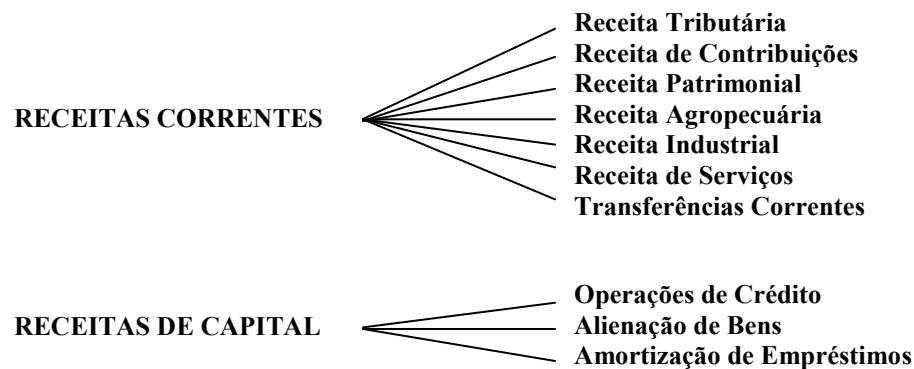 Receita Tributária
Receita de Contribuições
Receita Patrimonial
RECEITAS CORRENTES
Receita Agropecuária
Receita Industrial
Receita de Serviços
Transferências Correntes
Operações de Crédito
RECEITAS DE CAPITAL
Alienação de Bens
Amortização de Empréstimos